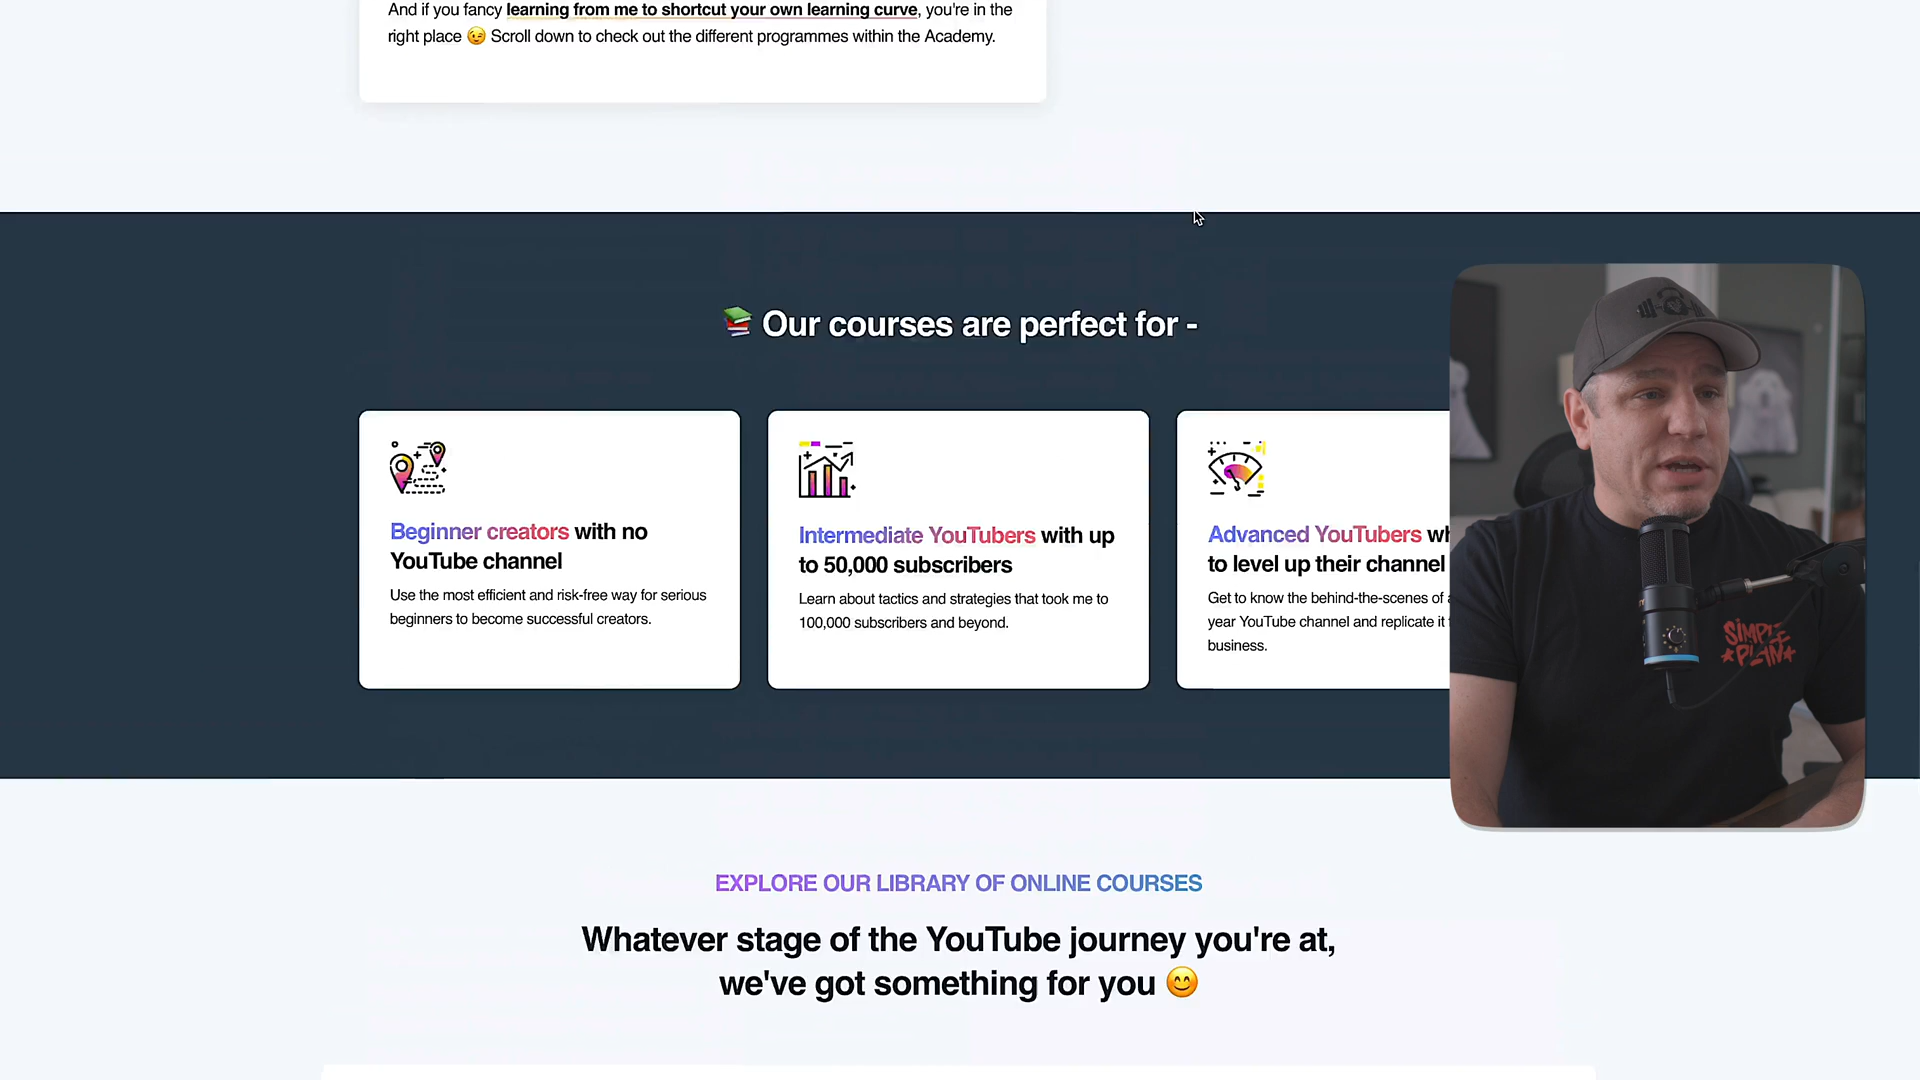 And if you fancy learning from me to shortcut your own learning curve, you're in the
right place 😉 Scroll down to check out the different programmes within the Academy.
📚 Our courses are perfect for -
Beginner creators with no
YouTube channel
Use the most efficient and risk-free way for serious
beginners to become successful creators.
Intermediate YouTubers with up
to 50,000 subscribers
Learn about tactics and strategies that took me to
100,000 subscribers and beyond.
Advanced YouTubers
to level up their channel
Get to know the behind-the-scenes of
year YouTube channel and replicate it
business.
SIMPLE
PLAN
EXPLORE OUR LIBRARY OF ONLINE COURSES
Whatever stage of the YouTube journey you're at,
we've got something for you 😊